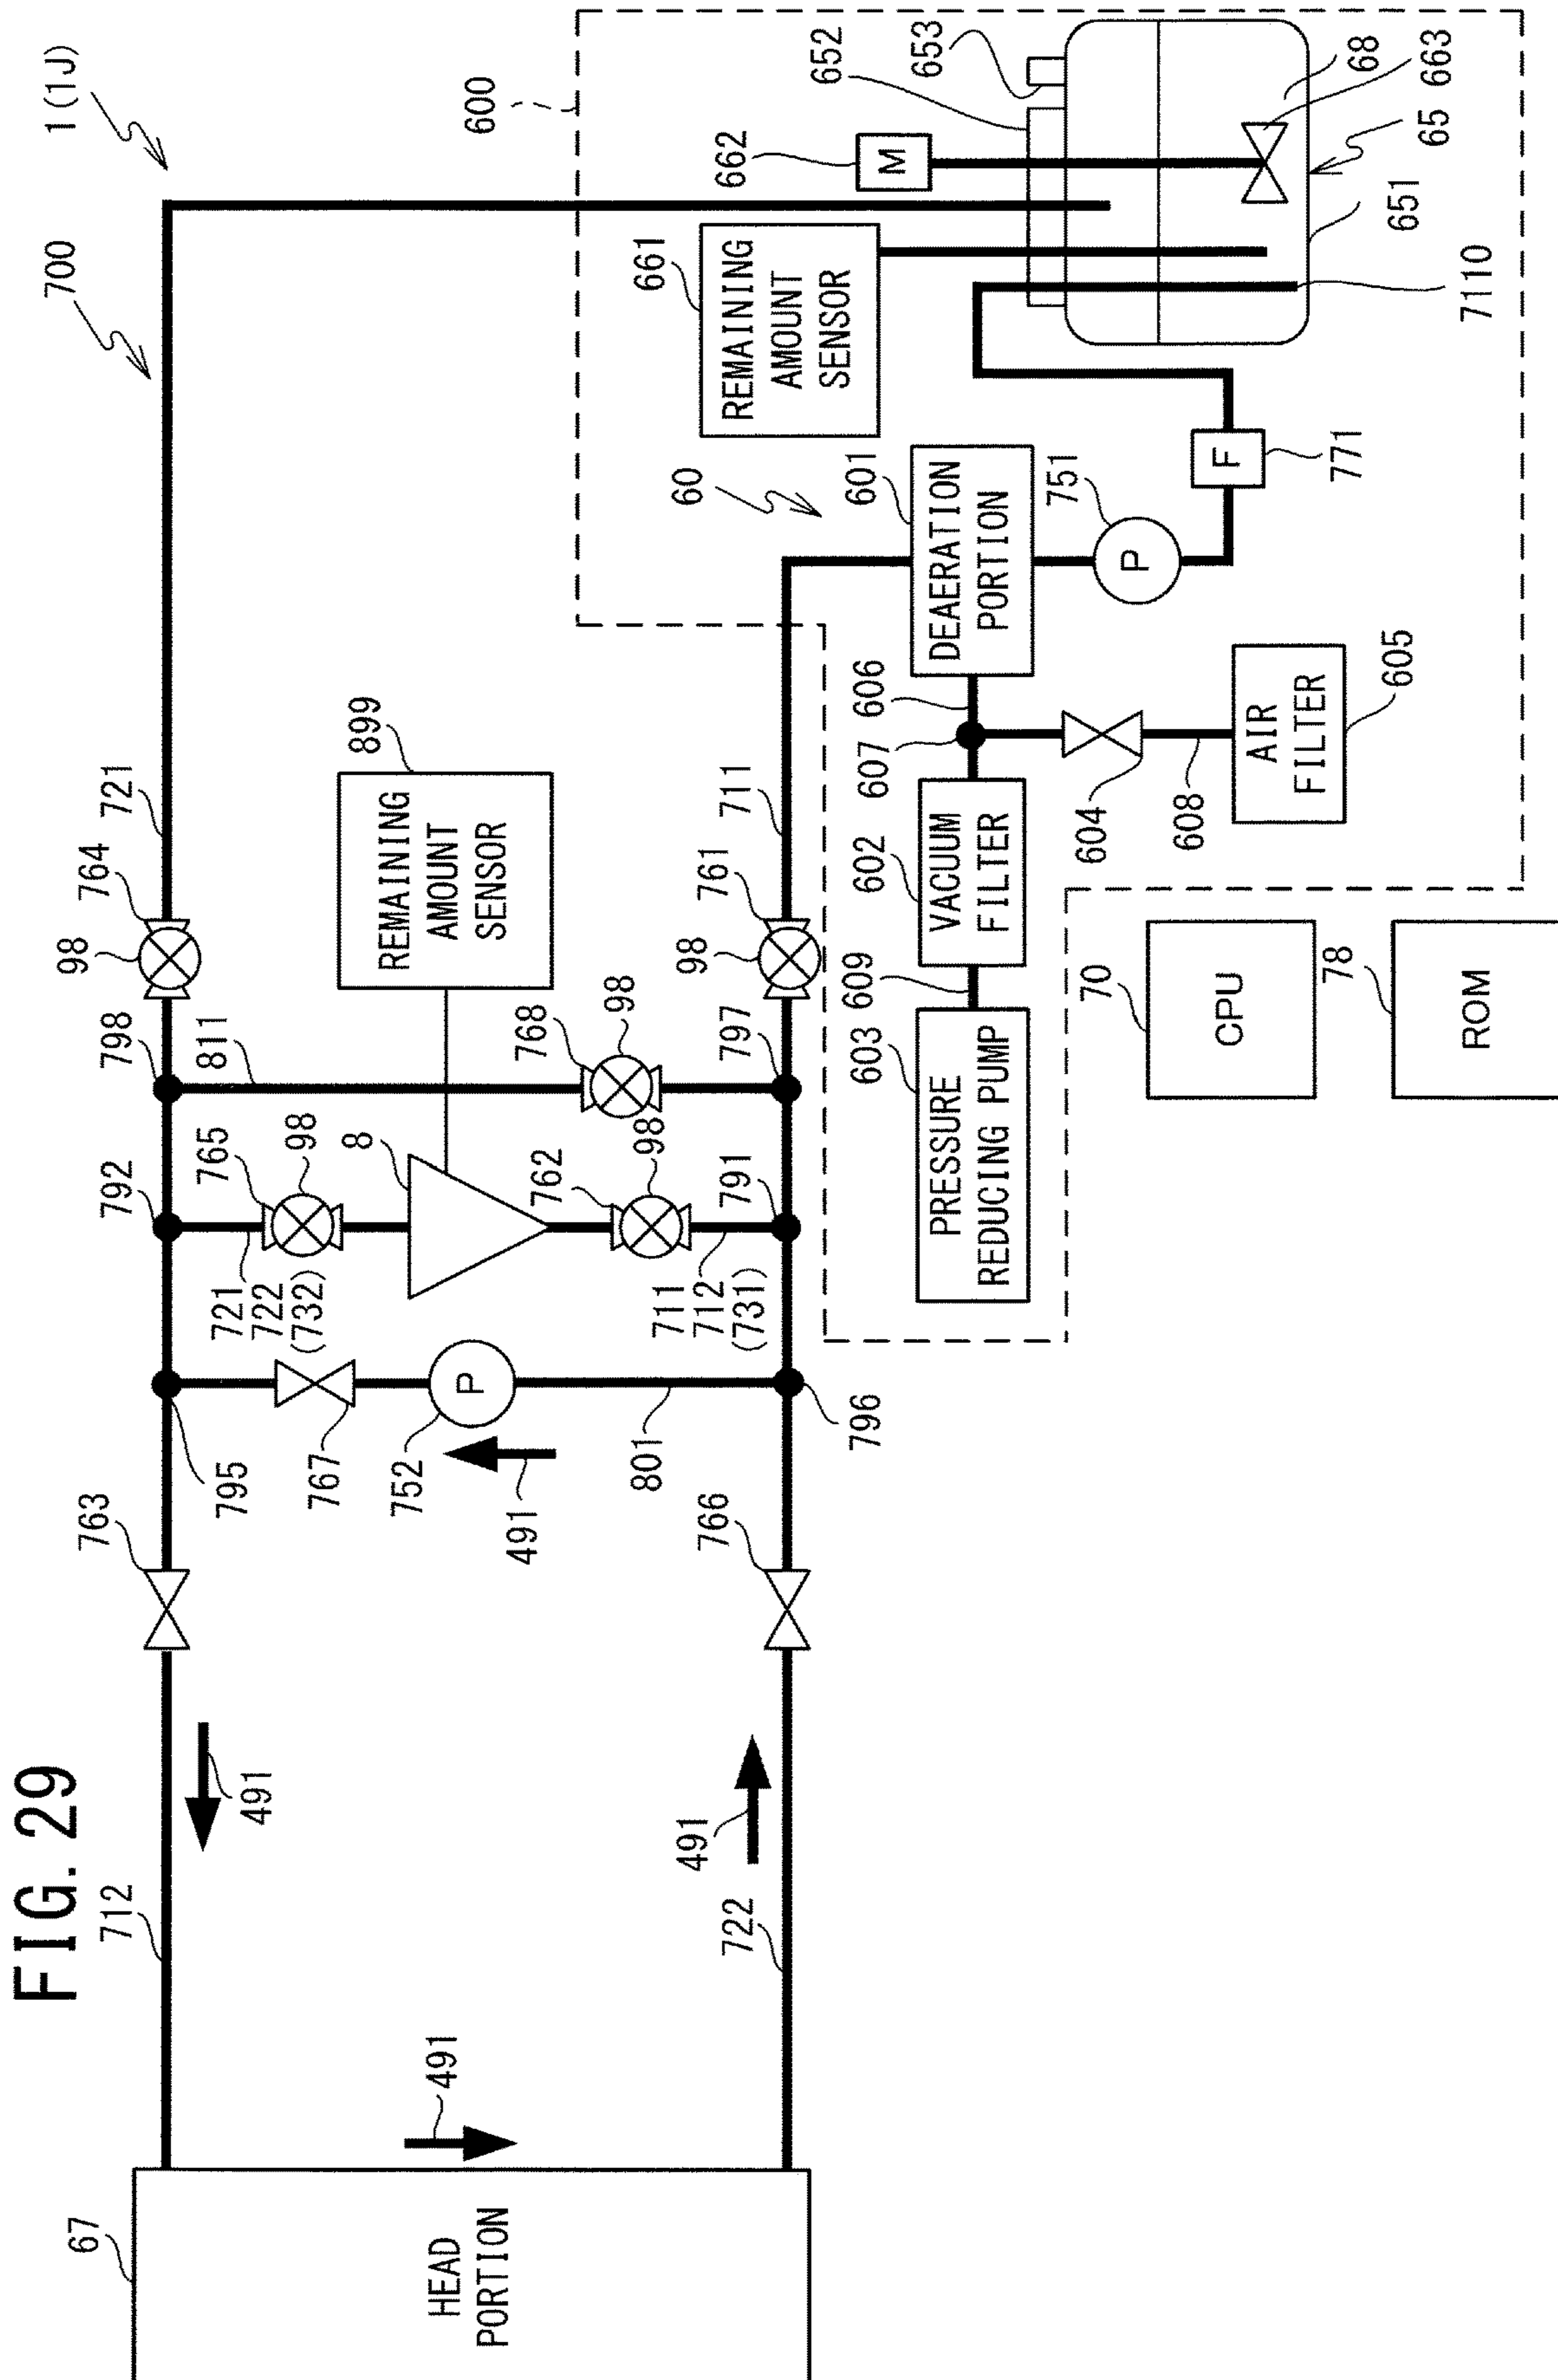 FIG. 29
1(1J)
700
600
67
HEAD
PORTION
712
491
491
763
795
792
798
98
764
721
767
752
491
801
721
722
(732)
765
98
8
811
899
REMAINING
AMOUNT
SENSOR
768
98
762
98
711
712
(731)
722
491
766
796
791
797
98
761
711
662
M
652
653
661
REMAINING
AMOUNT
SENSOR
68
663
65
651
7110
60
601
DEAERATION
PORTION
751
P
F
771
606
607
602
VACUUM
FILTER
604
608
AIR
FILTER
605
609
603
PRESSURE
REDUCING PUMP
P
70
CPU
78
ROM